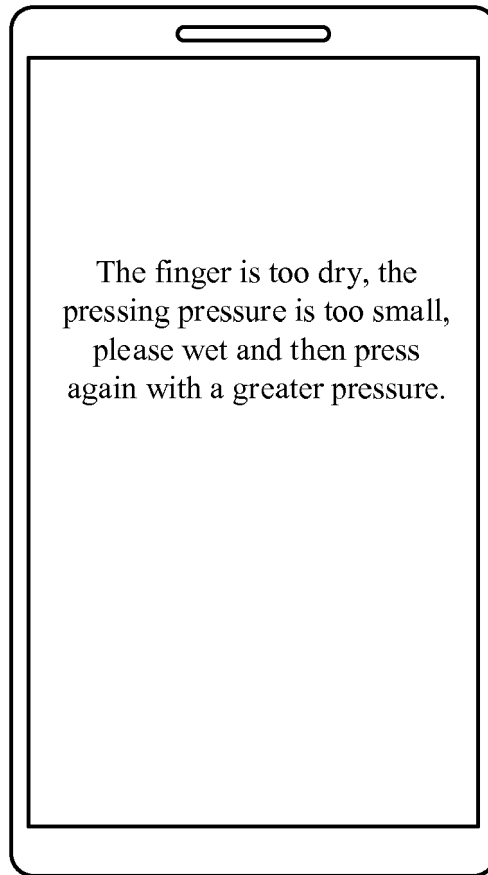 The finger is too dry, the
pressing pressure is too small,
please wet and then press
again with a greater pressure.